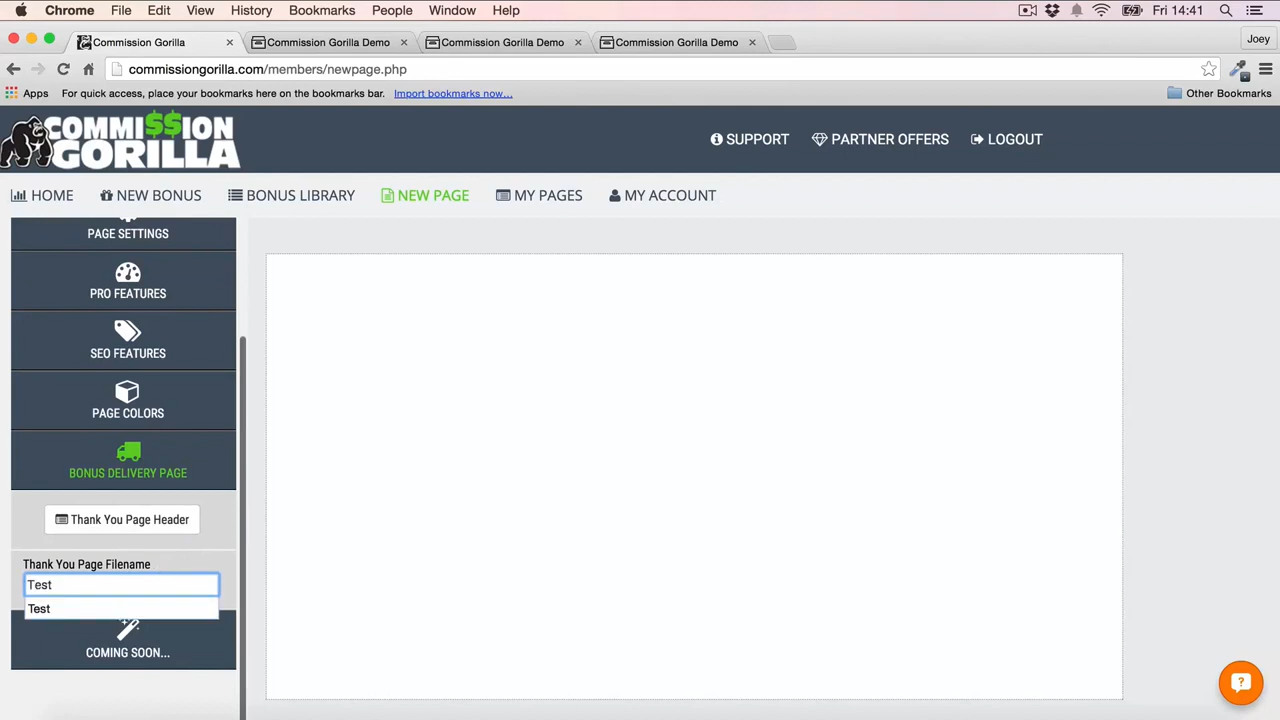 Chrome File Edit View History Bookmarks People Window Help Fri 14:41
Commission Gorilla Commission Gorilla Demo Commission Gorilla Demo Commission Gorilla Demo Joey
commissiongorilla.com/members/newpage.php
Apps For quick access, place your bookmarks here on the bookmarks bar. Import bookmarks now... Other Bookmarks
COMMI$$ION
GORILLA
SUPPORT PARTNER OFFERS LOGOUT
HOME NEW BONUS BONUS LIBRARY NEW PAGE MY PAGES MY ACCOUNT
PAGE SETTINGS
PRO FEATURES
SEO FEATURES
PAGE COLORS
BONUS DELIVERY PAGE
Thank You Page Header
Thank You Page Filename
Test
Test
COMING SOON...